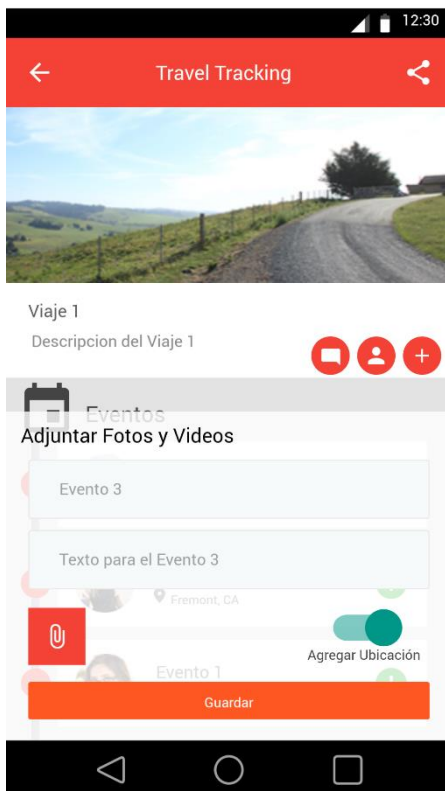 12:30
Travel Tracking
Viaje 1
Descripcion del Viaje 1
Eventos
Adjuntar Fotos y Videos
Evento 3
Texto para el Evento 3
Fremont, CA
Agregar Ubicación
Evento 1
Guardar